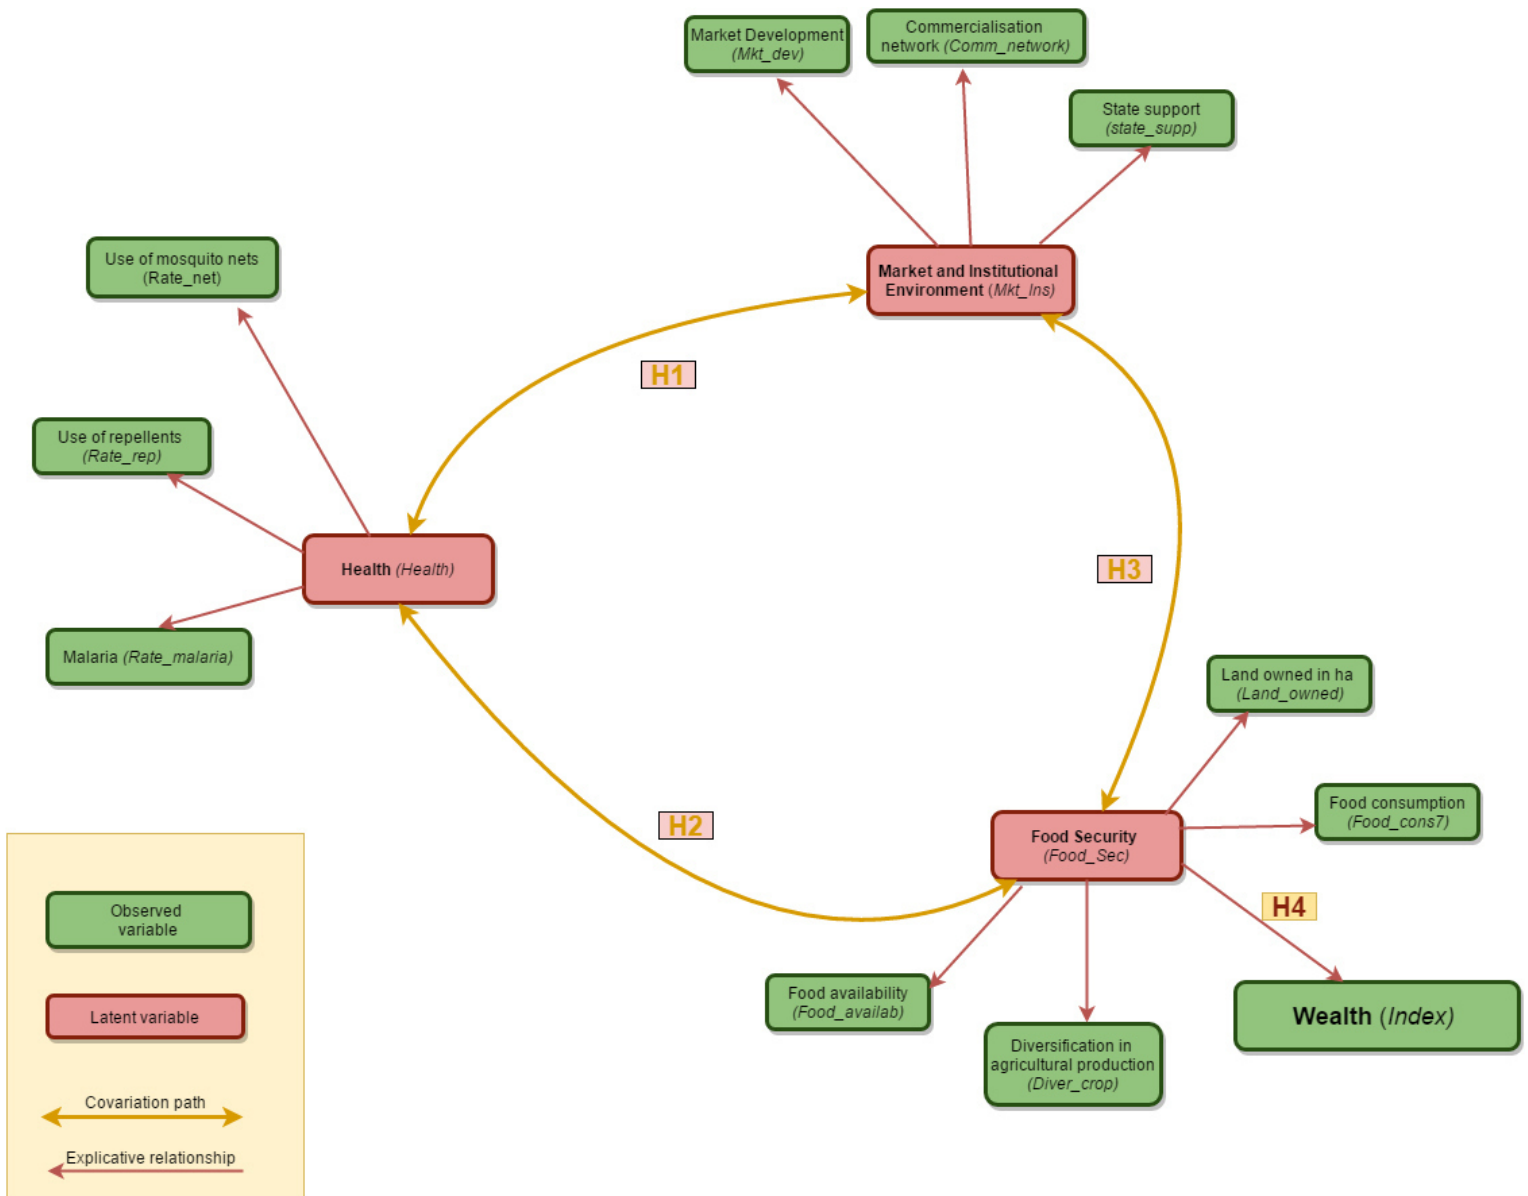 Market Development
(Mkt_dev)
Commercialisation
network (Comm_network)
State support
(state_supp)
Use of mosquito nets
(Rate_net)
Market and Institutional
Environment (Mkt_Ins)
H1
Use of repellents
(Rate_rep)
Health (Health)
H3
Malaria (Rate_malaria)
Land owned in ha
(Land_owned)
H2
Food consumption
(Food_cons7)
Food Security
(Food_Sec)
H4
Food availability
(Food_availab)
Wealth (Index)
Diversification in
agricultural production
(Diver_crop)
Observed
variable
Latent variable
Covariation path
Explicative relationship